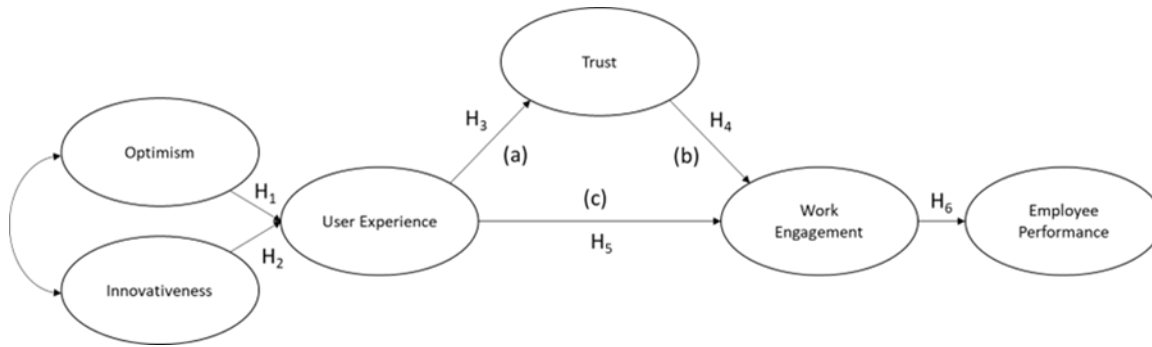 Trust
H₃
H₄
(a)
(b)
Optimism
H₁
User Experience
(c)
H₅
Work
Engagement
H₆
Employee
Performance
H₂
Innovativeness